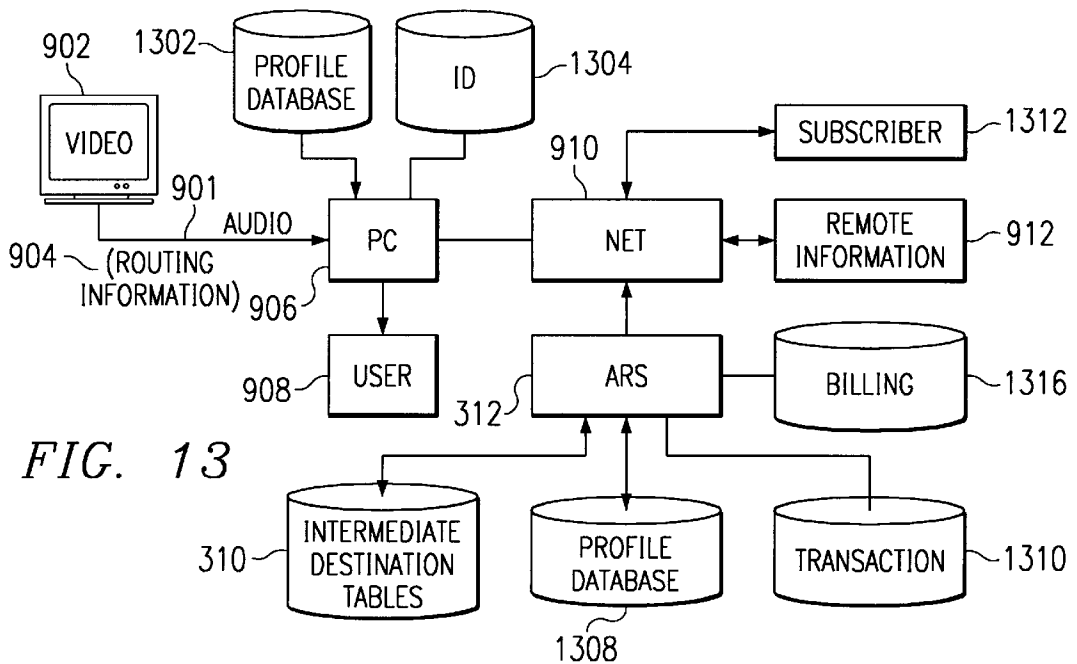 1302
902
PROFILE
DATABASE
ID
1304
VIDEO
SUBSCRIBER
1312
910
901
AUDIO
PC
NET
REMOTE
INFORMATION
912
904
(ROUTING
INFORMATION)
906
USER
908
ARS
312
BILLING
1316
FIG. 13
310
INTERMEDIATE
DESTINATION
TABLES
PROFILE
DATABASE
1308
TRANSACTION
1310